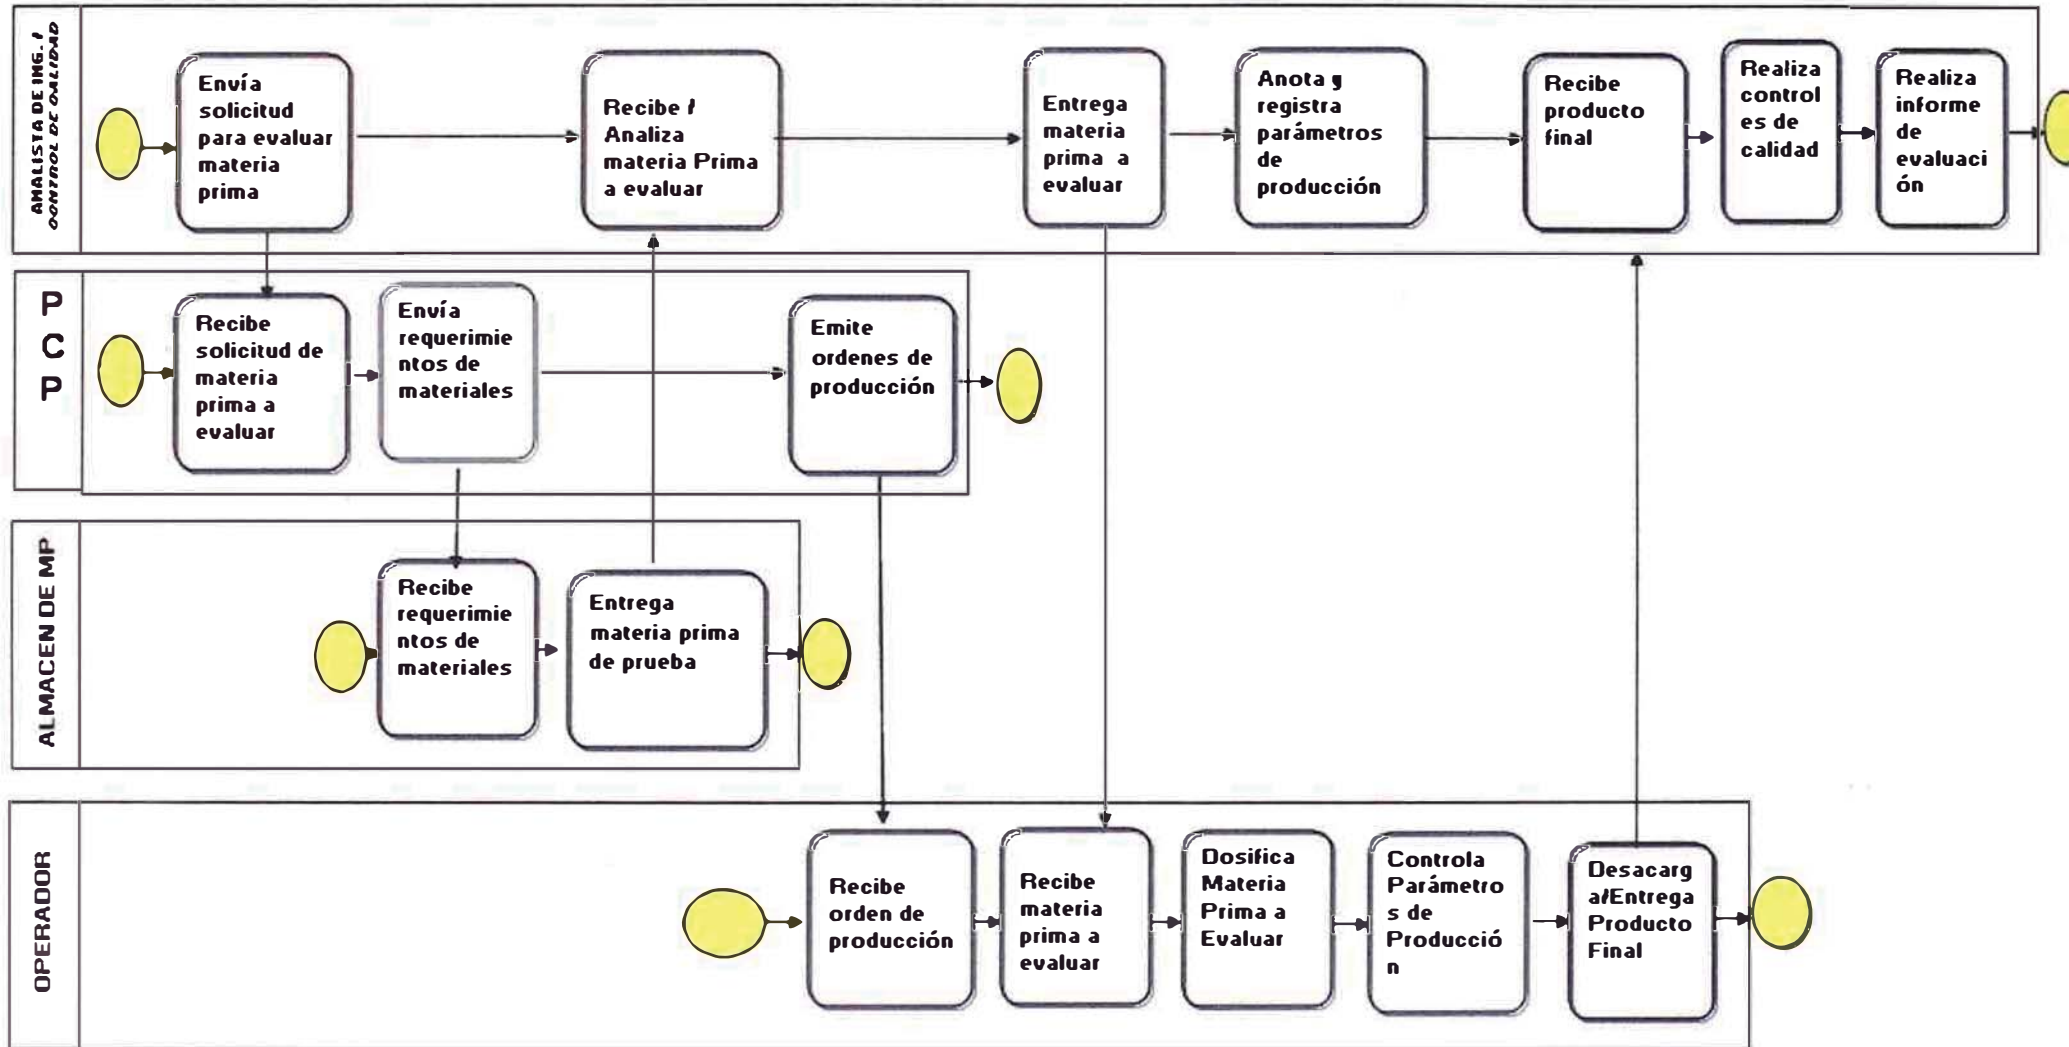 ANALISTA DE ING. /
CONTROL DE CALIDAD
Envía
solicitud
para evaluar
materia
prima
Recibe /
Analiza
materia Prima
a evaluar
Entrega
materia
prima a
evaluar
Anota y
registra
parámetros
de
producción
Recibe
producto
final
Realiza
control
es de
calidad
Realiza
informe
de
evaluaci
ón
P
C
P
Recibe
solicitud de
materia
prima a
evaluar
Envía
requerimie
ntos de
materiales
Emite
ordenes de
producción
ALMACEN DE MP
Recibe
requerimie
ntos de
materiales
Entrega
materia prima
de prueba
OPERADOR
Recibe
orden de
producción
Recibe
materia
prima a
evaluar
Dosifica
Materia
Prima a
Evaluar
Controla
Parámetro
s de
Producció
n
Desacarg
a/Entrega
Producto
Final